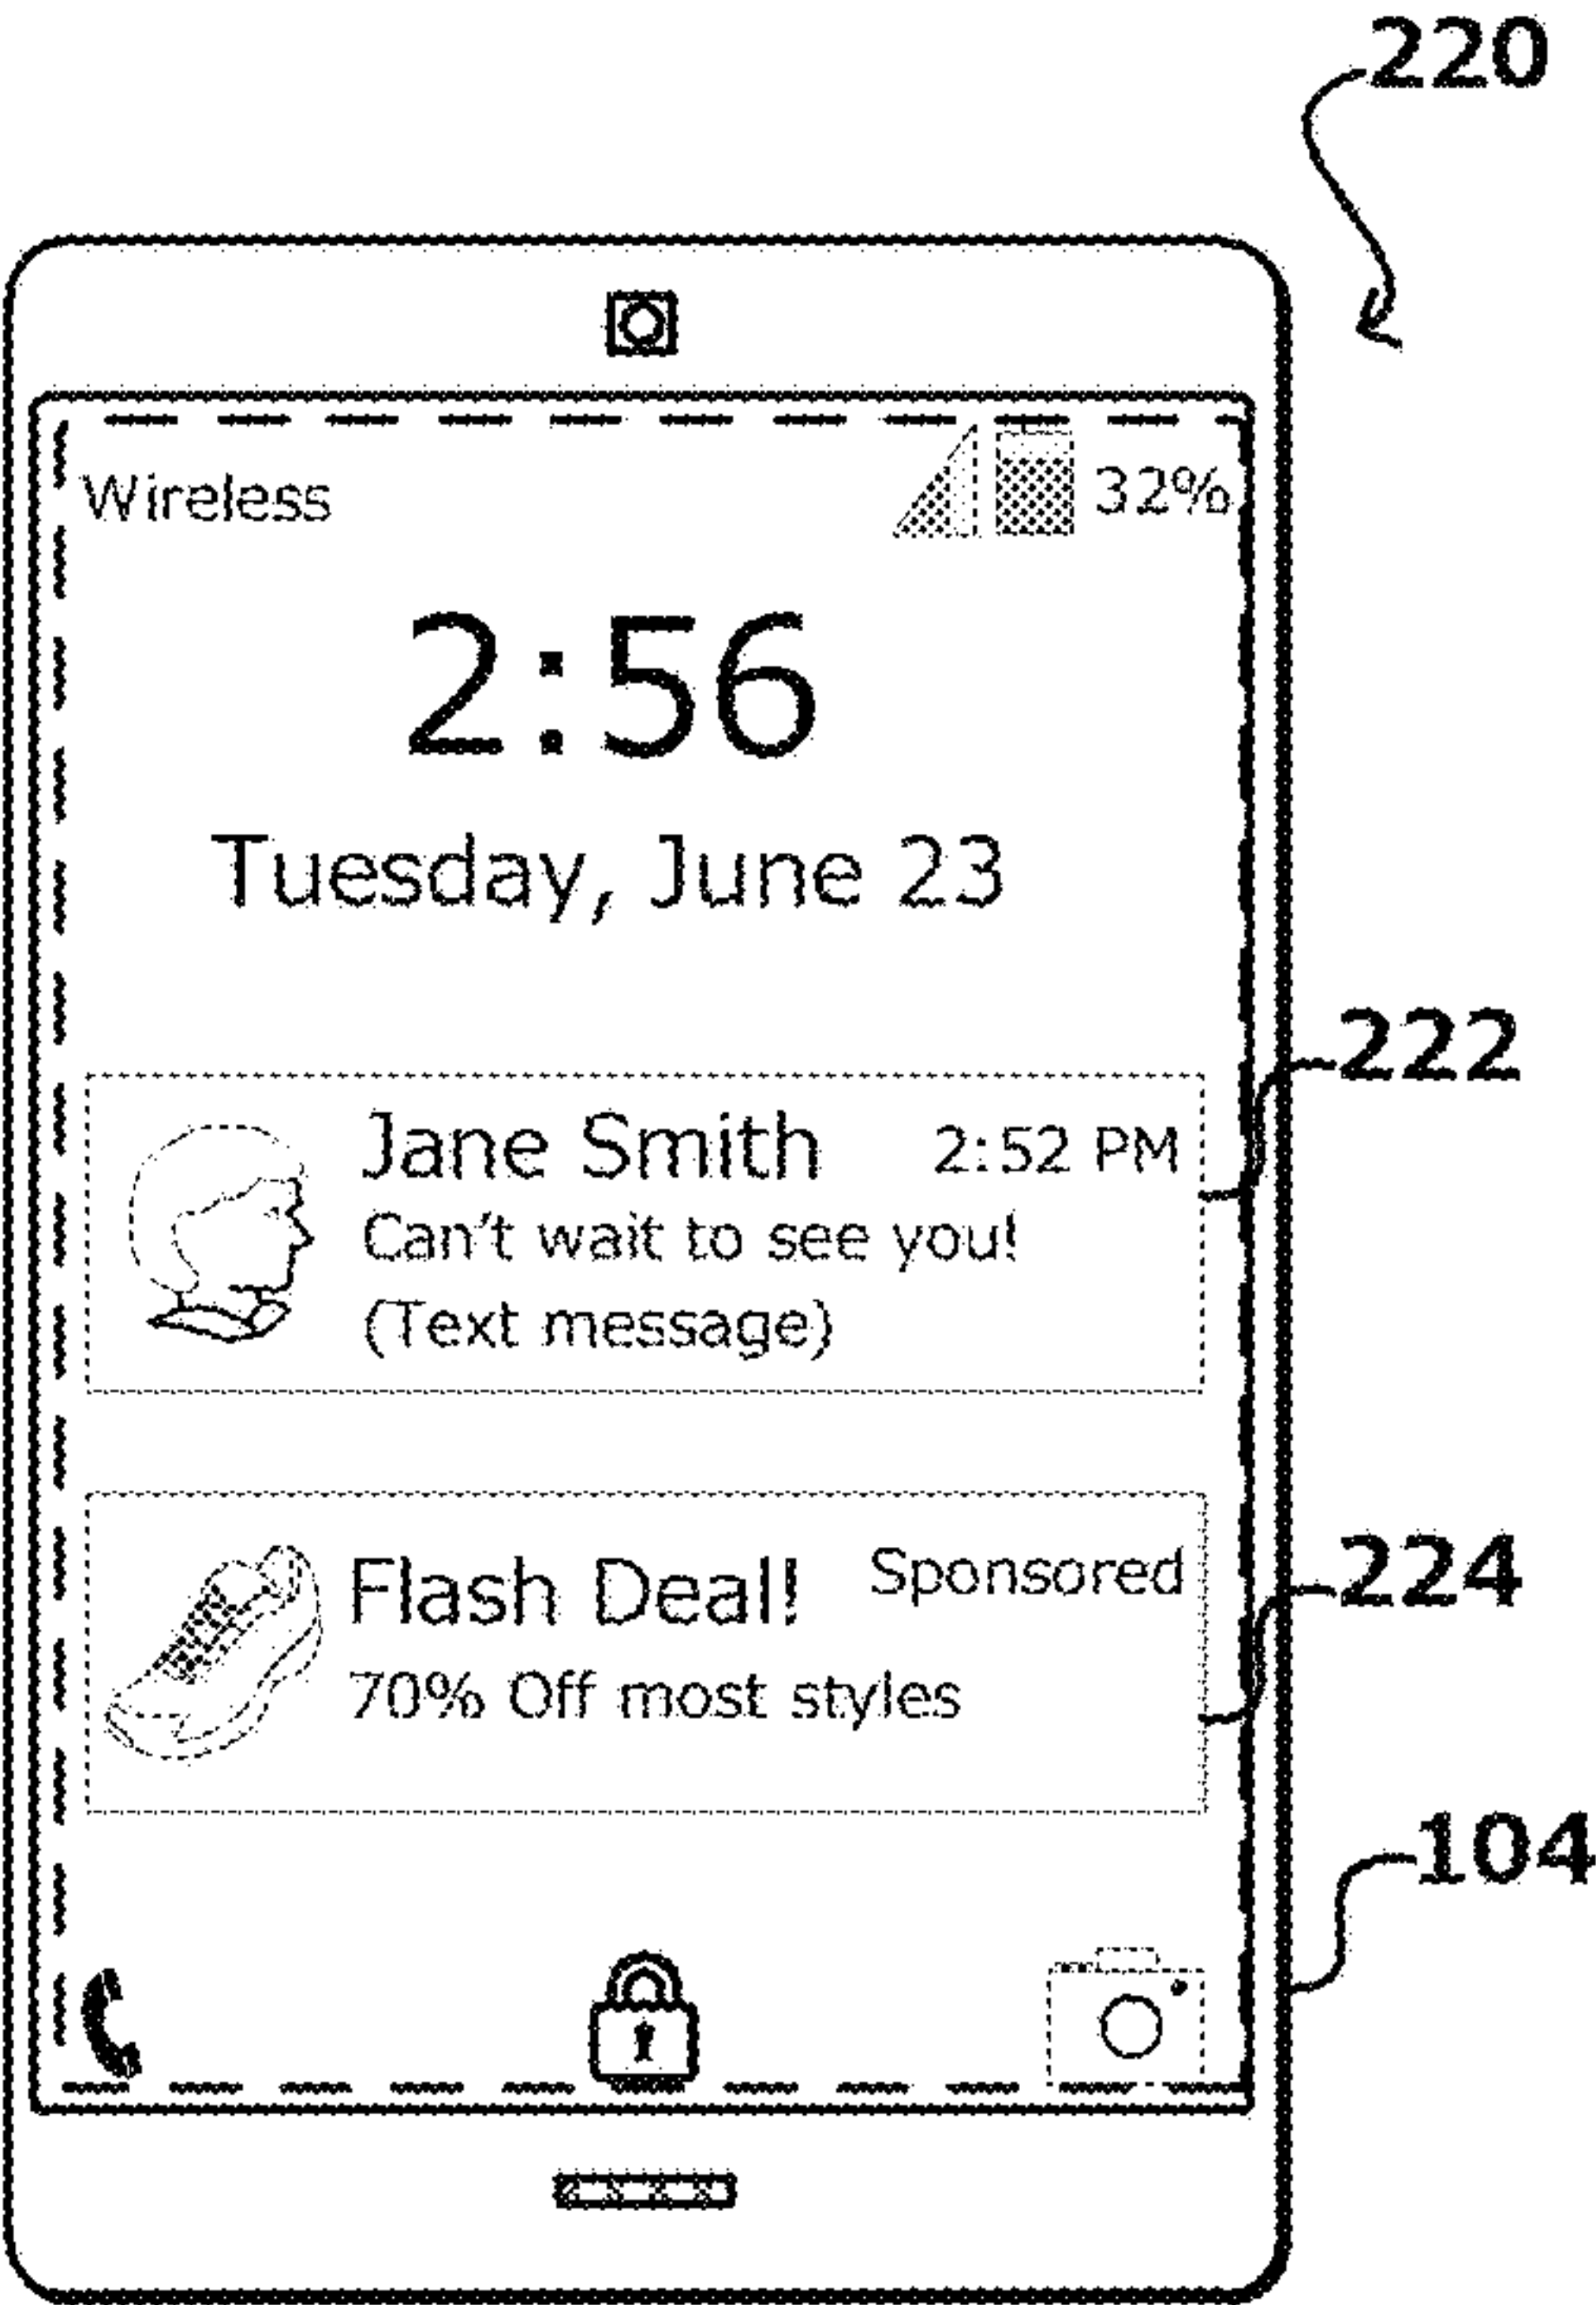 220
Wireless 32%
2:56
Tuesday, June 23
222
Jane Smith 2:52 PM
Can't wait to see you!
(Text message)
224
Flash Deal! Sponsored
70% Off most styles
104